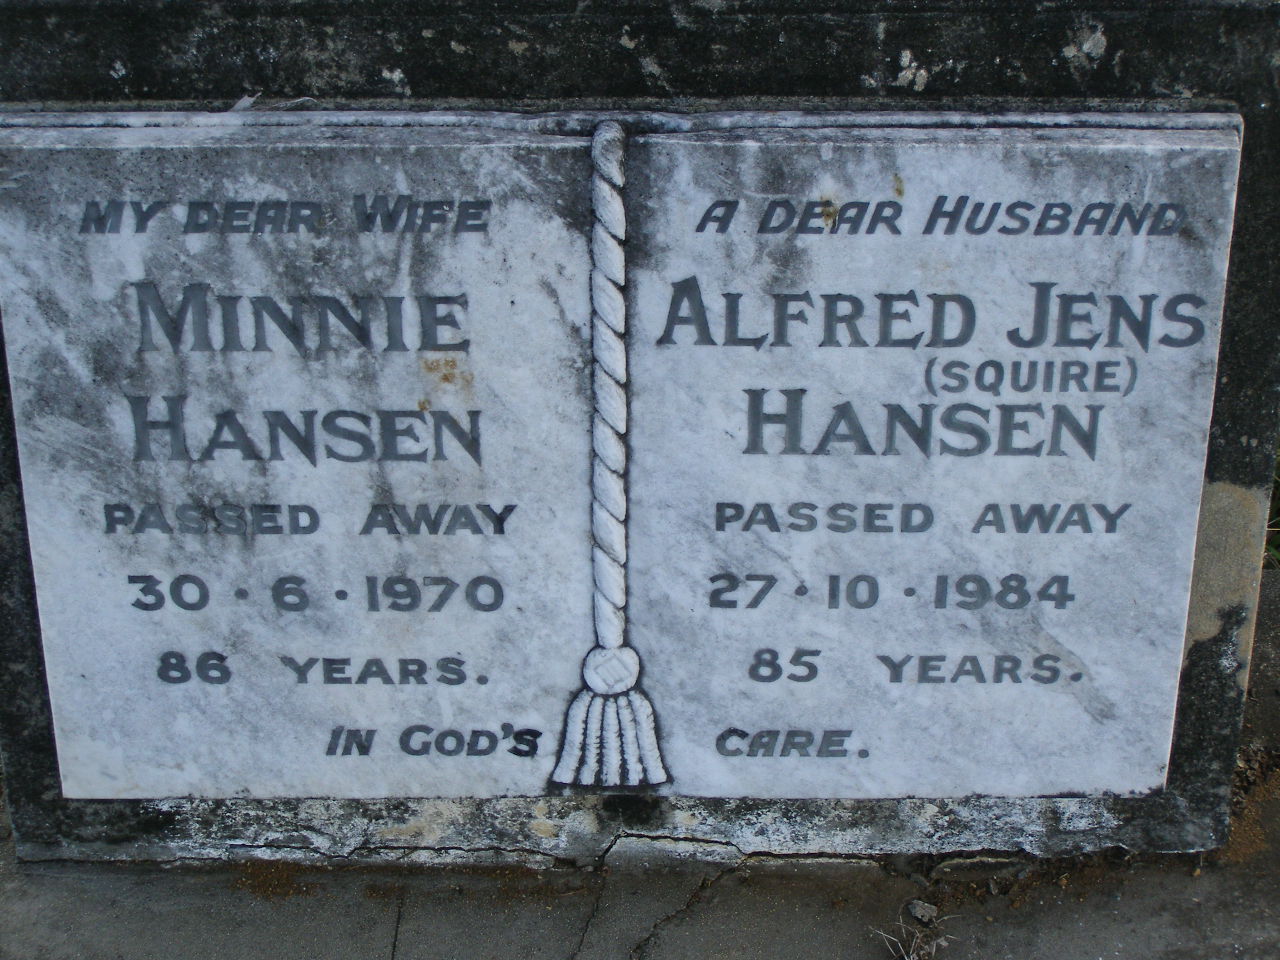 My Dear Wife
Minnie
Hansen
PASSED AWAY
30·6·1970
86 YEARS.
A Dear Husband
Alfred Jens
(SQUIRE)
Hansen
PASSED AWAY
27·10·1984
85 YEARS.
In God's Care.